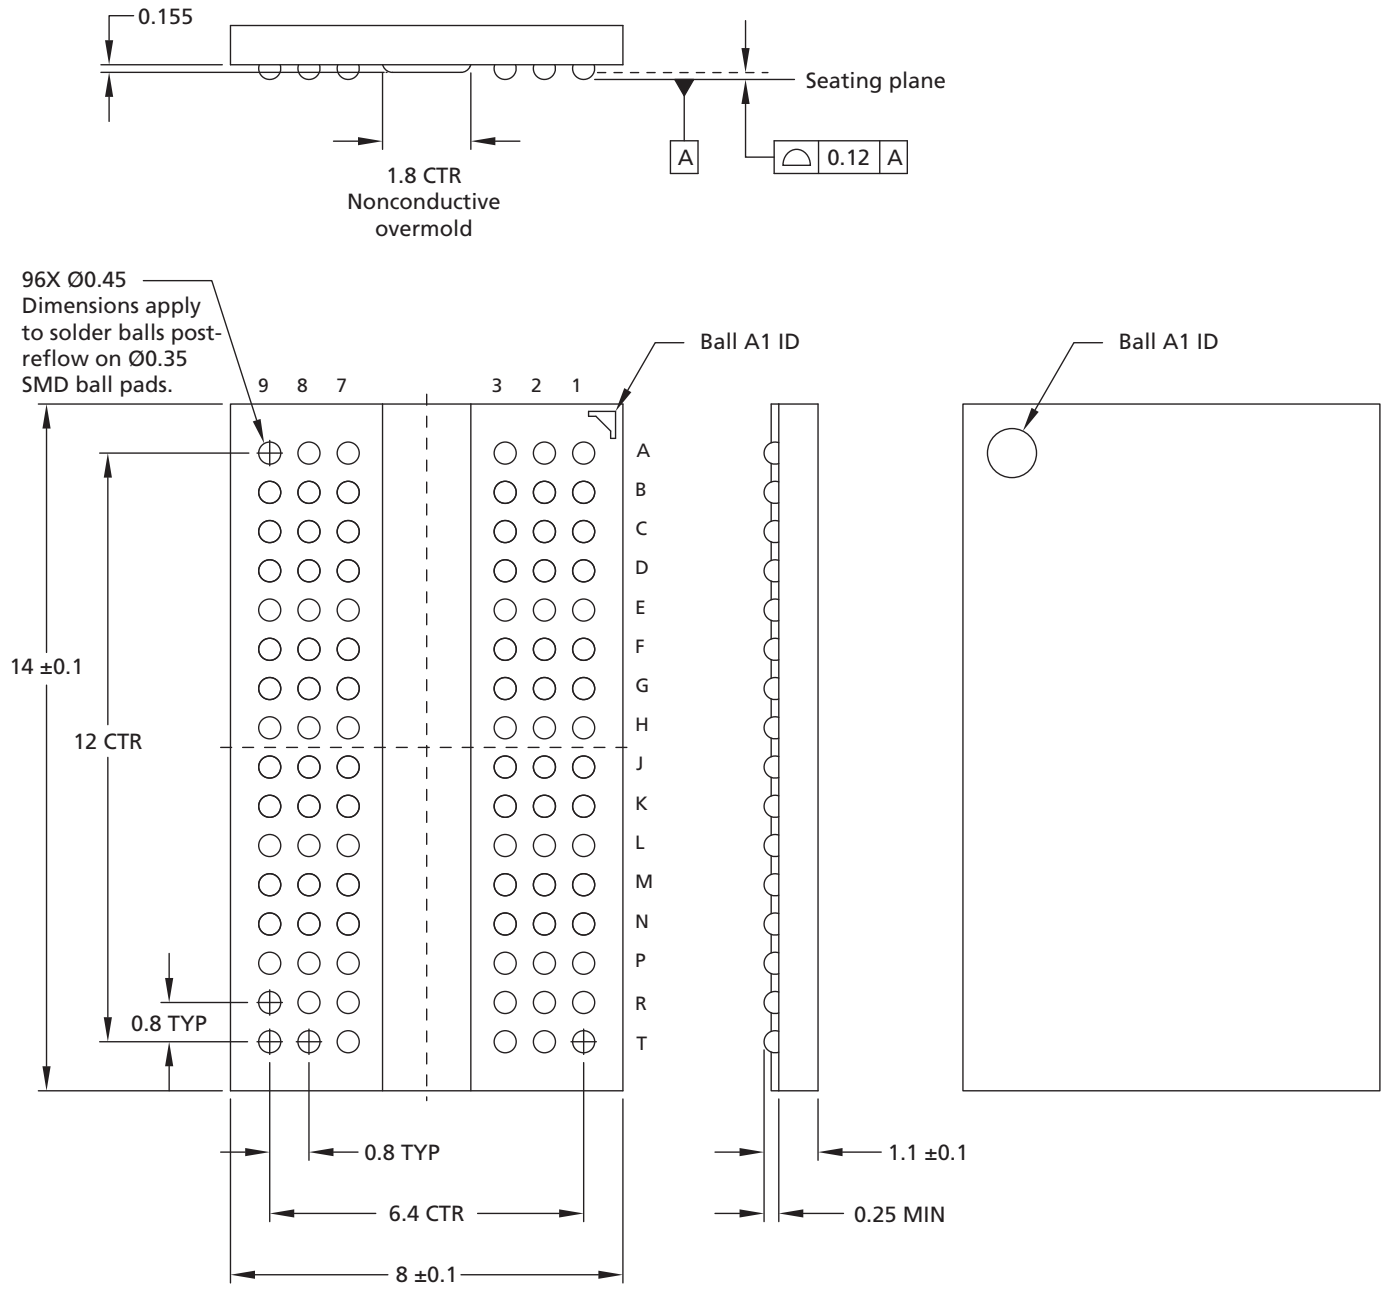 0.155
Seating plane
A
0.12 A
1.8 CTR
Nonconductive
overmold
96X Ø0.45
Dimensions apply
to solder balls post-
reflow on Ø0.35
SMD ball pads.
Ball A1 ID
Ball A1 ID
9 8 7 3 2 1
A
B
C
D
E
F
G
H
J
K
L
M
N
P
R
T
14 ±0.1
12 CTR
0.8 TYP
0.8 TYP
1.1 ±0.1
6.4 CTR
0.25 MIN
8 ±0.1